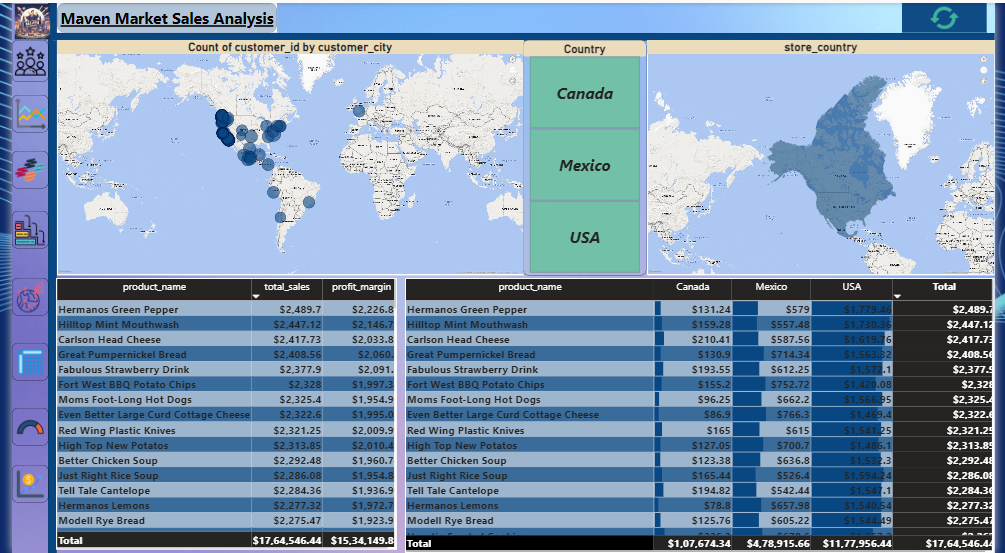 Maven Market Sales Analysis
Count of customer_id by customer_city
Country
store_country
Canada
Mexico
USA
product_name total_sales profit_margin
Hermanos Green Pepper $2,489.7 $2,226.8
Hilltop Mint Mouthwash $2,447.12 $2,146.7
Carlson Head Cheese $2,417.73 $2,033.8
Great Pumpernickel Bread $2,408.56 $2,060.
Fabulous Strawberry Drink $2,377.9 $2,091.
Fort West BBQ Potato Chips $2,328 $1,997.3
Moms Foot-Long Hot Dogs $2,325.4 $1,954.9
Even Better Large Curd Cottage Cheese $2,322.6 $1,995.0
Red Wing Plastic Knives $2,321.25 $2,009.9
High Top New Potatos $2,313.85 $2,010.4
Better Chicken Soup $2,292.48 $1,960.7
Just Right Rice Soup $2,286.08 $1,954.8
Tell Tale Cantelope $2,284.36 $1,936.9
Hermanos Lemons $2,277.32 $1,972.7
Modell Rye Bread $2,275.47 $1,923.9
Total $17,64,546.44 $15,34,149.8
product_name Canada Mexico USA Total
Hermanos Green Pepper $131.24 $579 $1,779.46 $2,489.7
Hilltop Mint Mouthwash $159.28 $557.48 $1,730.36 $2,447.12
Carlson Head Cheese $210.41 $587.56 $1,619.76 $2,417.73
Great Pumpernickel Bread $130.9 $714.34 $1,563.32 $2,408.56
Fabulous Strawberry Drink $193.55 $612.25 $1,572.1 $2,377.9
Fort West BBQ Potato Chips $155.2 $752.72 $1,420.08 $2,328
Moms Foot-Long Hot Dogs $96.25 $662.2 $1,566.95 $2,325.4
Even Better Large Curd Cottage Cheese $86.9 $766.3 $1,469.4 $2,322.6
Red Wing Plastic Knives $165 $615 $1,541.25 $2,321.25
High Top New Potatos $127.05 $700.7 $1,486.1 $2,313.85
Better Chicken Soup $123.38 $636.8 $1,532.3 $2,292.48
Just Right Rice Soup $165.44 $526.4 $1,594.24 $2,286.08
Tell Tale Cantelope $194.82 $542.44 $1,547.1 $2,284.36
Hermanos Lemons $78.8 $657.98 $1,540.54 $2,277.32
Modell Rye Bread $125.76 $605.22 $1,544.49 $2,275.47
Total $1,07,674.34 $4,78,915.66 $11,77,956.44 $17,64,546.44